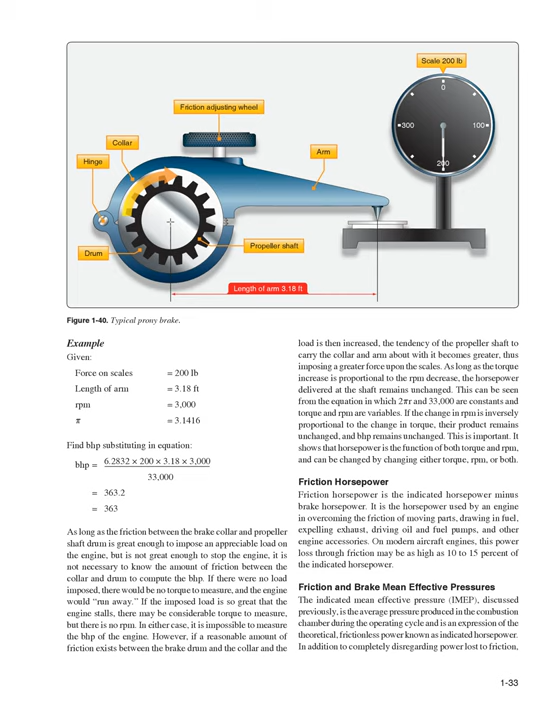 Scale 200 lb
0
Friction adjusting wheel
300
100
Collar
Arm
Hinge
200
Propeller shaft
Drum
Length of arm 3.18 ft
Figure 1-40. Typical prony brake.
Example
Given:
Force on scales = 200 lb
Length of arm = 3.18 ft
rpm = 3,000
π = 3.1416
Find bhp substituting in equation:
bhp = 6.2832 × 200 × 3.18 × 3,000
33,000
= 363.2
= 363
As long as the friction between the brake collar and propeller
shaft drum is great enough to impose an appreciable load on
the engine, but is not great enough to stop the engine, it is
not necessary to know the amount of friction between the
collar and drum to compute the bhp. If there were no load
imposed, there would be no torque to measure, and the engine
would “run away.” If the imposed load is so great that the
engine stalls, there may be considerable torque to measure,
but there is no rpm. In either case, it is impossible to measure
the bhp of the engine. However, if a reasonable amount of
friction exists between the brake drum and the collar and the
load is then increased, the tendency of the propeller shaft to
carry the collar and arm about with it becomes greater, thus
imposing a greater force upon the scales. As long as the torque
increase is proportional to the rpm decrease, the horsepower
delivered at the shaft remains unchanged. This can be seen
from the equation in which 2πr and 33,000 are constants and
torque and rpm are variables. If the change in rpm is inversely
proportional to the change in torque, their product remains
unchanged, and bhp remains unchanged. This is important. It
shows that horsepower is the function of both torque and rpm,
and can be changed by changing either torque, rpm, or both.
Friction Horsepower
Friction horsepower is the indicated horsepower minus
brake horsepower. It is the horsepower used by an engine
in overcoming the friction of moving parts, drawing in fuel,
expelling exhaust, driving oil and fuel pumps, and other
engine accessories. On modern aircraft engines, this power
loss through friction may be as high as 10 to 15 percent of
the indicated horsepower.
Friction and Brake Mean Effective Pressures
The indicated mean effective pressure (IMEP), discussed
previously, is the average pressure produced in the combustion
chamber during the operating cycle and is an expression of the
theoretical, frictionless power known as indicated horsepower.
In addition to completely disregarding power lost to friction,
1-33